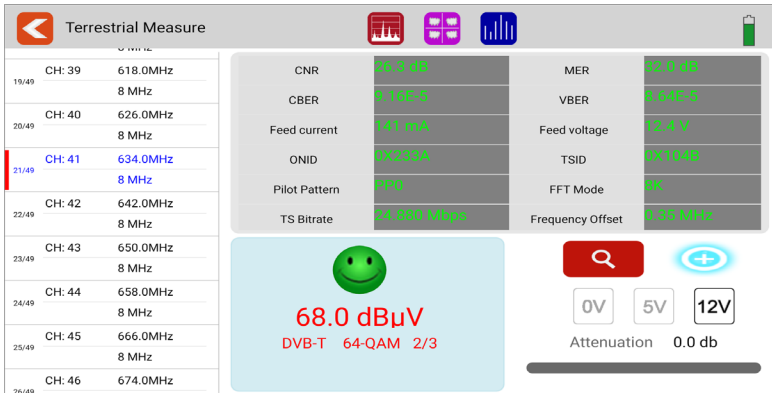 Terrestrial Measure
8 MHz
19/49 CH: 39 618.0MHz
8 MHz
20/49 CH: 40 626.0MHz
8 MHz
21/49 CH: 41 634.0MHz
8 MHz
22/49 CH: 42 642.0MHz
8 MHz
23/49 CH: 43 650.0MHz
8 MHz
24/49 CH: 44 658.0MHz
8 MHz
25/49 CH: 45 666.0MHz
8 MHz
26/49 CH: 46 674.0MHz
CNR 26.3 dB MER 32.0 dB
CBER 9.16E-5 VBER 8.64E-5
Feed current 141 mA Feed voltage 12.4 V
ONID 0X233A TSID 0X104B
Pilot Pattern PP0 FFT Mode 8K
TS Bitrate 24.880 Mbps Frequency Offset 0.35 MHz
68.0 dBµV
DVB-T 64-QAM 2/3
0V 5V 12V
Attenuation 0.0 db